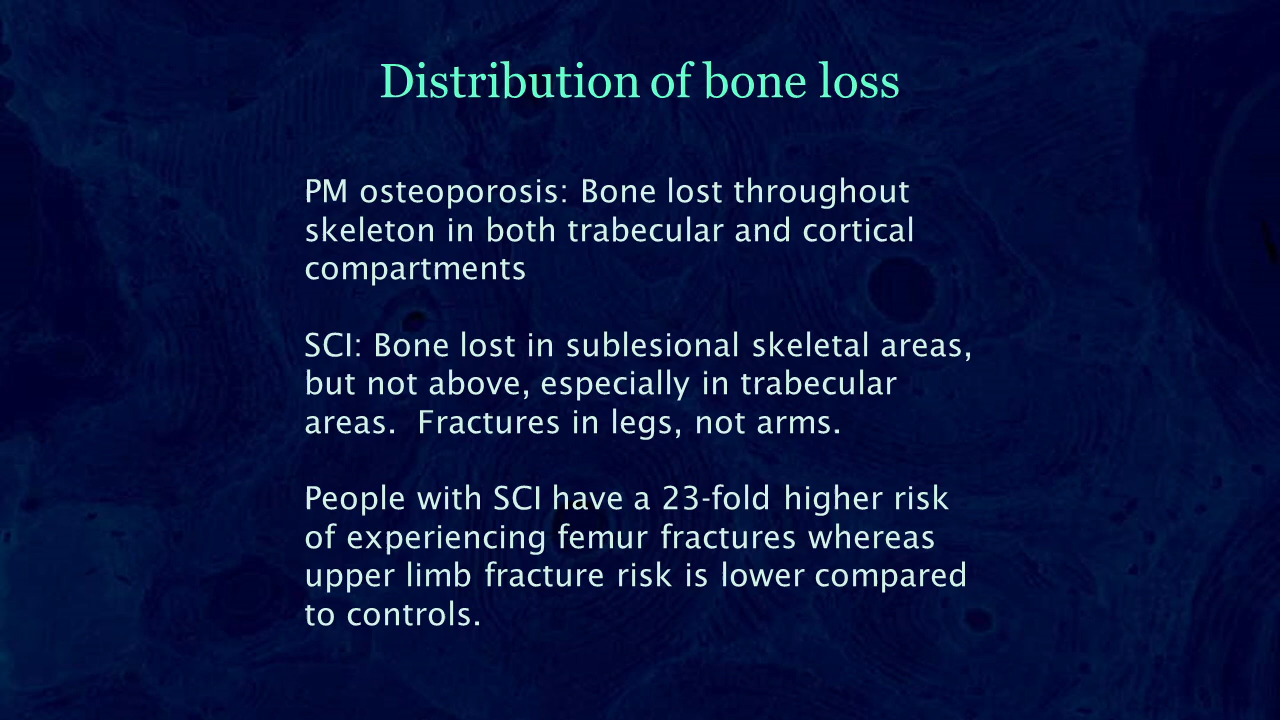 Distribution of bone loss
PM osteoporosis: Bone lost throughout
skeleton in both trabecular and cortical
compartments
SCI: Bone lost in sublesional skeletal areas,
but not above, especially in trabecular
areas.  Fractures in legs, not arms.
People with SCI have a 23-fold higher risk
of experiencing femur fractures whereas
upper limb fracture risk is lower compared
to controls.